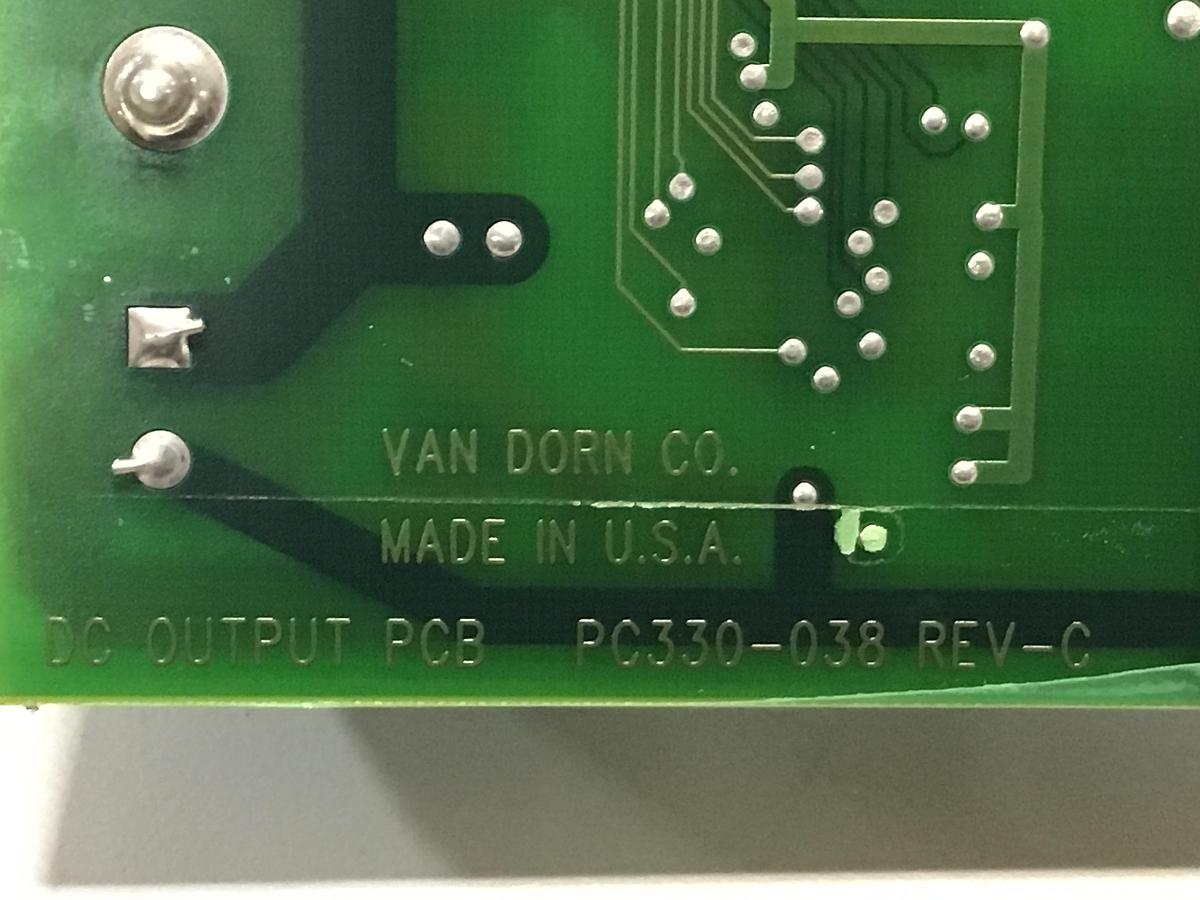 VAN DORN CO.
MADE IN U.S.A.
DC OUTPUT PCB PC330-038 REV-C